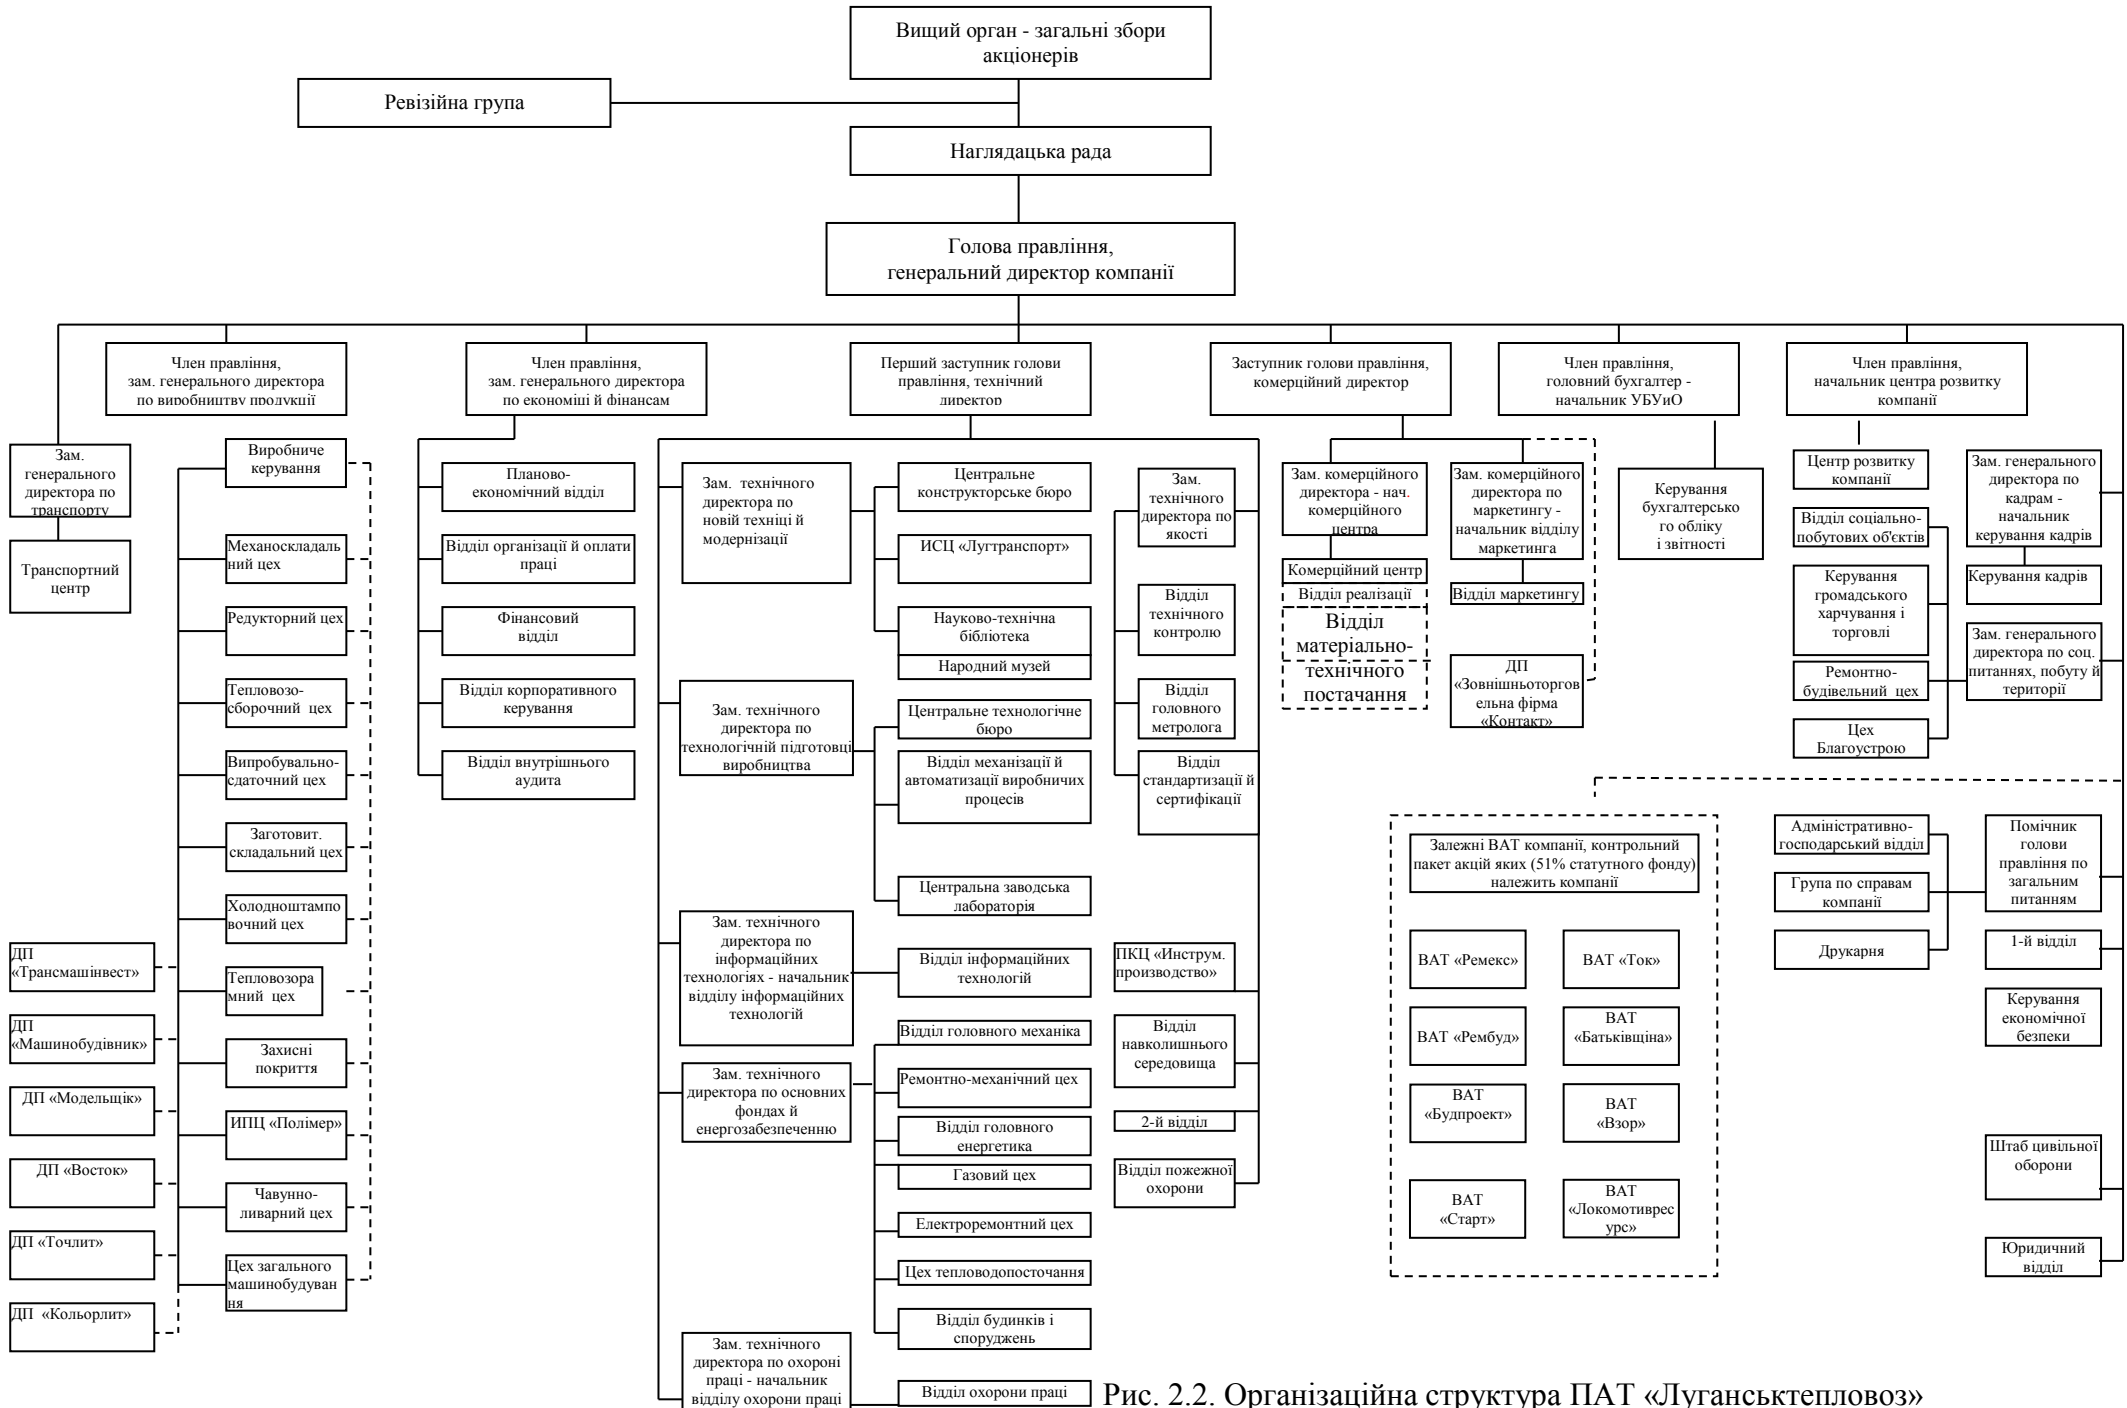 Вищий орган - загальні збори
акціонерів
Ревізійна група
Наглядацька рада
Голова правління,
генеральний директор компанії
Член правління,
зам. генерального директора
по виробництву продукції
Член правління,
зам. генерального директора
по економіці й фінансам
Перший заступник голови
правління, технічний
директор
Заступник голови правління,
комерційний директор
Член правління,
головний бухгалтер -
начальник УБУиО
Член правління,
начальник центра розвитку
компанії
Зам.
генерального
директора по
транспорту
Транспортний
центр
Виробниче
керування
Механоскладаль
ний цех
Редукторний цех
Тепловозо-
сборочний цех
Випробувально-
сдаточний цех
Заготовит.
складальний цех
Холодноштампо
вочний цех
Тепловозора
мний цех
Захисні
покриття
ИПЦ «Полімер»
Чавунно-
ливарний цех
Цех загального
машинобудуван
ня
ДП
«Трансмашінвест»
ДП
«Машинобудівник»
ДП «Модельщік»
ДП «Восток»
ДП «Точлит»
ДП «Кольорлит»
Планово-
економічний відділ
Відділ організації й оплати
праці
Фінансовий
відділ
Відділ корпоративного
керування
Відділ внутрішнього
аудита
Зам. технічного
директора по
новій техніці й
модернізації
Зам. технічного
директора по
технологічній підготовці
виробництва
Зам. технічного
директора по
інформаційних
технологіях - начальник
відділу інформаційних
технологій
Зам. технічного
директора по основних
фондах й
енергозабезпеченню
Зам. технічного
директора по охороні
праці - начальник
відділу охорони праці
Центральне
конструкторське бюро
ИСЦ «Лугтранспорт»
Науково-технічна
бібліотека
Народний музей
Центральне технологічне
бюро
Відділ механізації й
автоматизації виробничих
процесів
Центральна заводська
лабораторія
Відділ інформаційних
технологій
Відділ головного механіка
Ремонтно-механічний цех
Відділ головного
енергетика
Газовий цех
Електроремонтний цех
Цех тепловодопосточання
Відділ будинків і
споруджень
Відділ охорони праці
Зам.
технічного
директора по
якості
Відділ
технічного
контролю
Відділ
головного
метролога
Відділ
стандартизації й
сертифікації
ПКЦ «Инструм.
производство»
Відділ
навколишнього
середовища
2-й відділ
Відділ пожежної
охорони
Зам. комерційного
директора - нач.
комерційного
центра
Комерційний центр
Відділ реалізації
Відділ
матеріально-
технічного
постачання
Зам. комерційного
директора по
маркетингу -
начальник відділу
маркетинга
Відділ маркетингу
ДП
«Зовнішньоторгов
ельна фірма
«Контакт»
Керування
бухгалтерсько
го обліку
і звітності
Центр розвитку
компанії
Відділ соціально-
побутових об'єктів
Керування
громадського
харчування і
торговлі
Ремонтно-
будівельний цех
Цех
Благоустрою
Зам. генерального
директора по
кадрам -
начальник
керування кадрів
Керування кадрів
Зам. генерального
директора по соц.
питаннях, побуту й
території
Залежні ВАТ компанії, контрольний
пакет акцій яких (51% статутного фонду)
належить компанії
ВАТ «Ремекс»
ВАТ «Ток»
ВАТ «Рембуд»
ВАТ
«Батьківщіна»
ВАТ
«Будпроект»
ВАТ
«Взор»
ВАТ
«Старт»
ВАТ
«Локомотиврес
урс»
Адміністративно-
господарський відділ
Група по справам
компанії
Друкарня
Помічник
голови
правління по
загальним
питанням
1-й відділ
Керування
економічної
безпеки
Штаб цивільної
оборони
Юридичний
відділ
Рис. 2.2. Організаційна структура ПАТ «Луганськтепловоз»